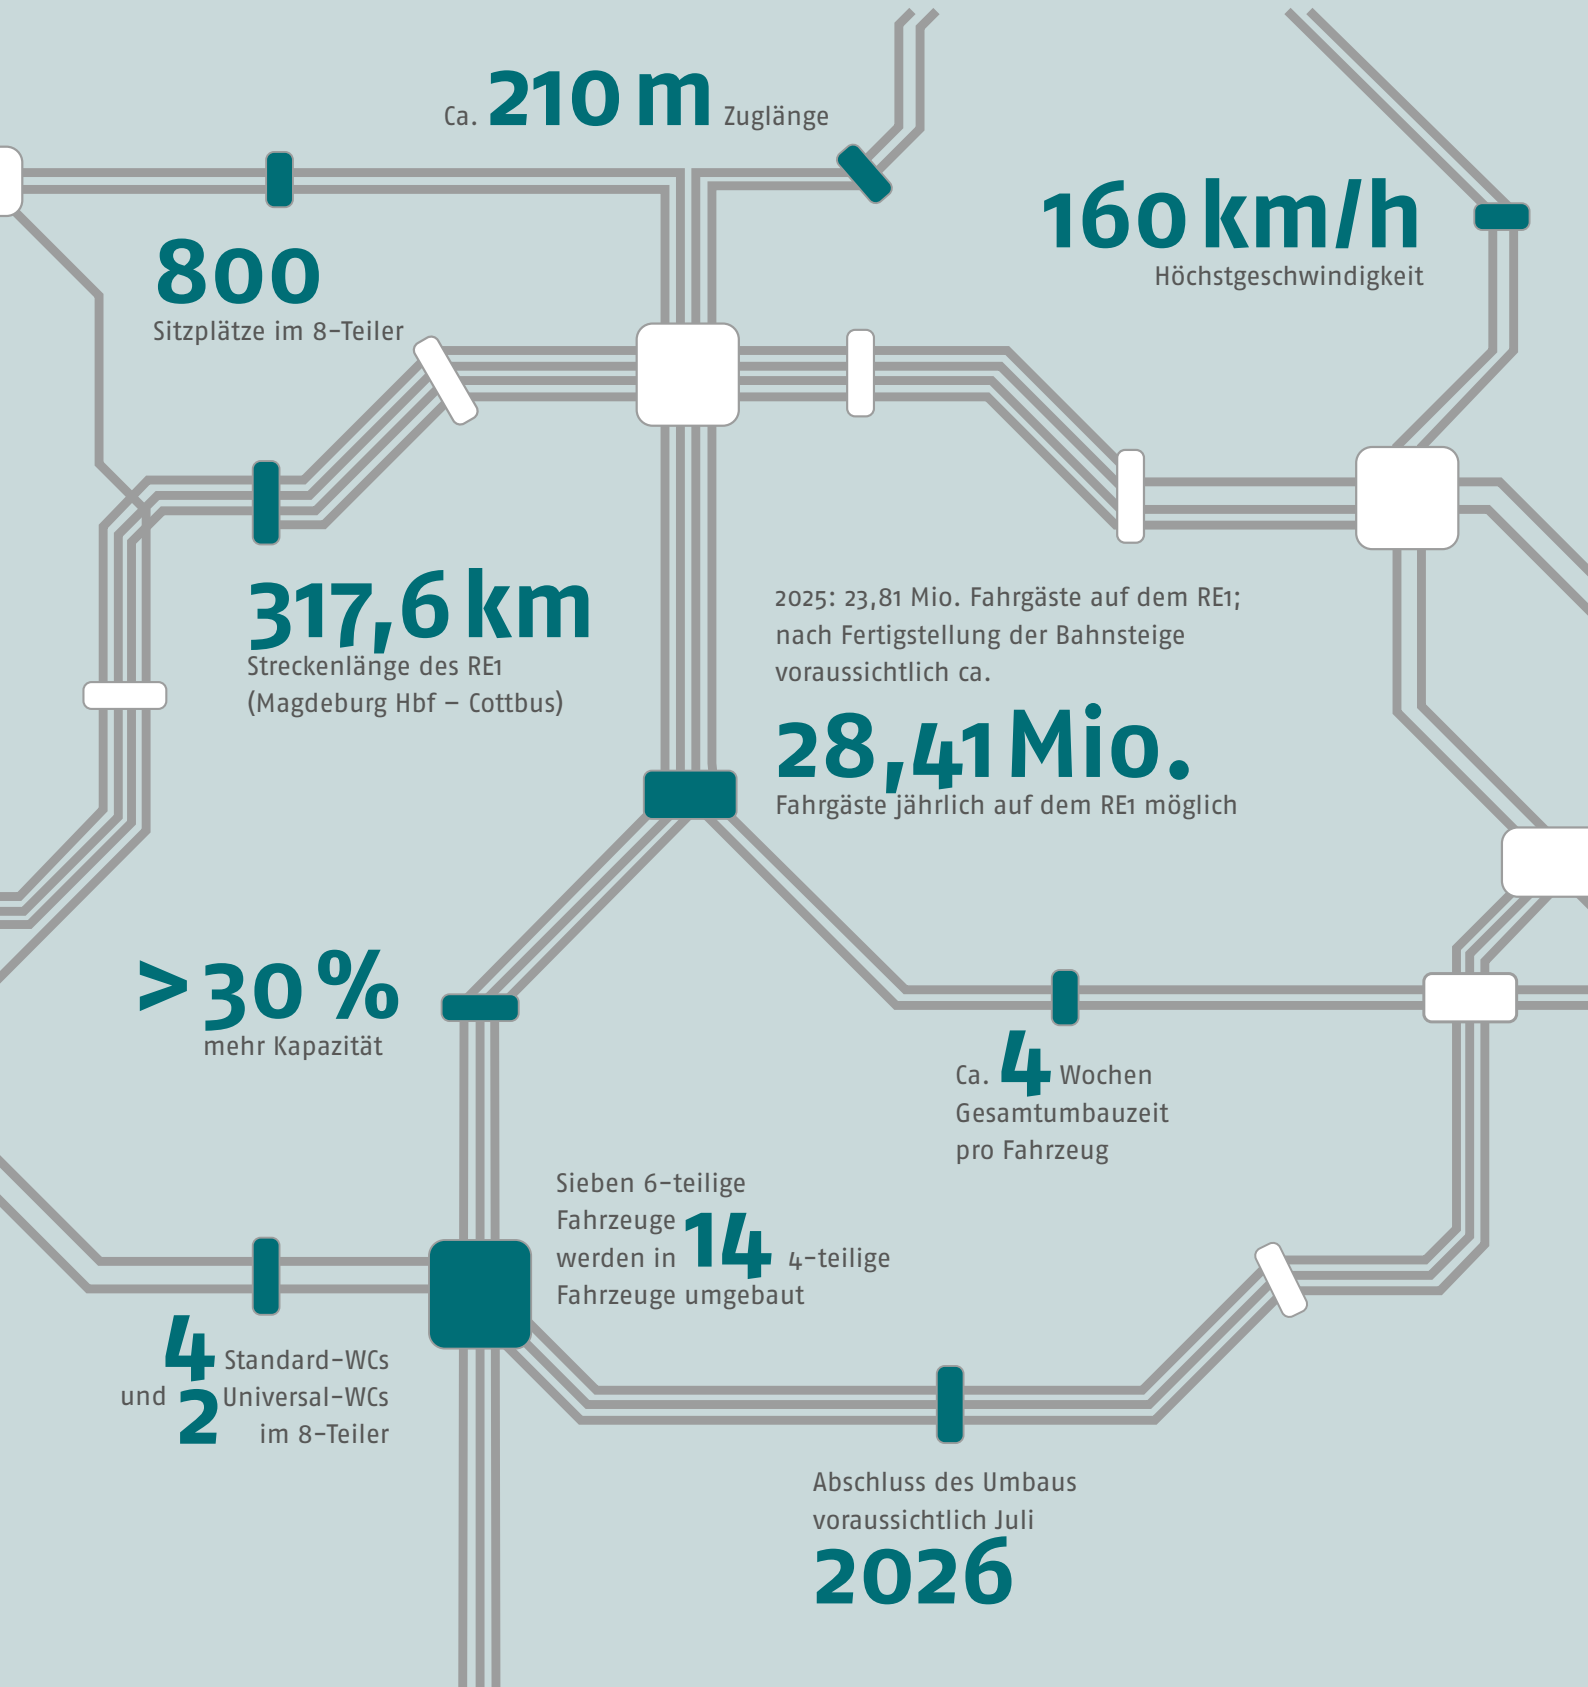 Ca. 210 m Zuglänge
160 km/h
Höchstgeschwindigkeit
800
Sitzplätze im 8-Teiler
317,6 km
Streckenlänge des RE1
(Magdeburg Hbf – Cottbus)
2025: 23,81 Mio. Fahrgäste auf dem RE1;
nach Fertigstellung der Bahnsteige
voraussichtlich ca.
28,41 Mio.
Fahrgäste jährlich auf dem RE1 möglich
> 30 %
mehr Kapazität
Ca. 4 Wochen
Gesamtumbauzeit
pro Fahrzeug
Sieben 6-teilige
Fahrzeuge
werden in 14 4-teilige
Fahrzeuge umgebaut
4 Standard-WCs
und 2 Universal-WCs
im 8-Teiler
Abschluss des Umbaus
voraussichtlich Juli
2026